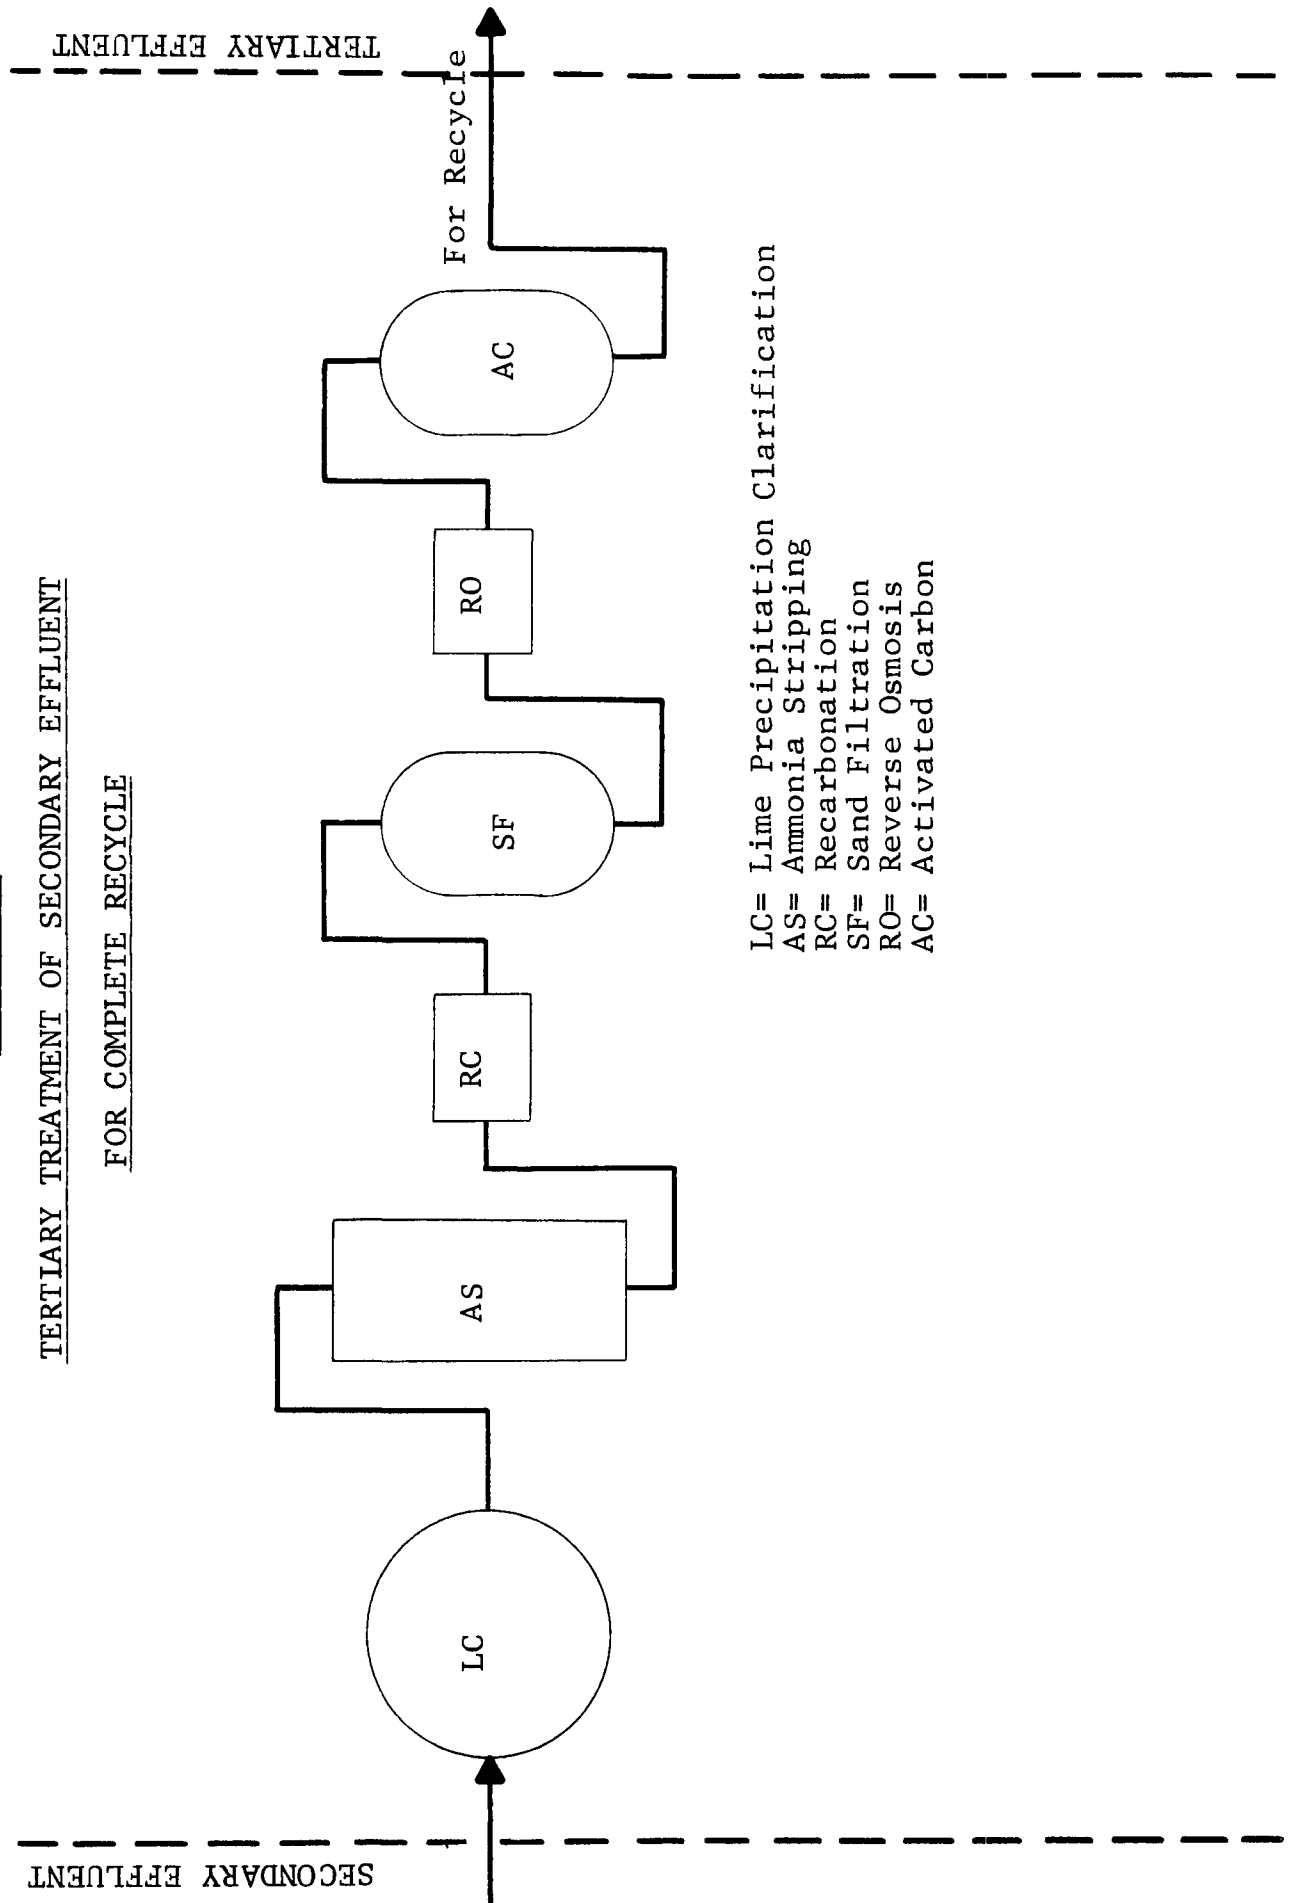 TERTIARY TREATMENT OF SECONDARY EFFLUENT
FOR COMPLETE RECYCLE
SECONDARY EFFLUENT
TERTIARY EFFLUENT
LC
AS
RC
SF
RO
AC
For Recycle
LC= Lime Precipitation Clarification
AS= Ammonia Stripping
RC= Recarbonation
SF= Sand Filtration
RO= Reverse Osmosis
AC= Activated Carbon